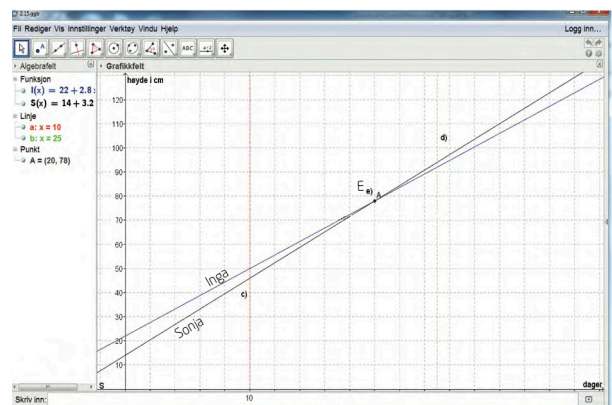 2.15.ggb
Fil Rediger Vis Innstillinger Verktøy Vindu Hjelp
Logg inn...
ABC
a=2
Algebrafelt
Grafikkfelt
Funksjon
I(x) = 22 + 2.8
S(x) = 14 + 3.2
Linje
a: x = 10
b: x = 25
Punkt
A = (20, 78)
høyde i cm
120
110
100
90
80
70
60
50
40
30
20
10
d)
E
e)
A
Inga
c)
Sonja
S
dager
10
Skriv inn: